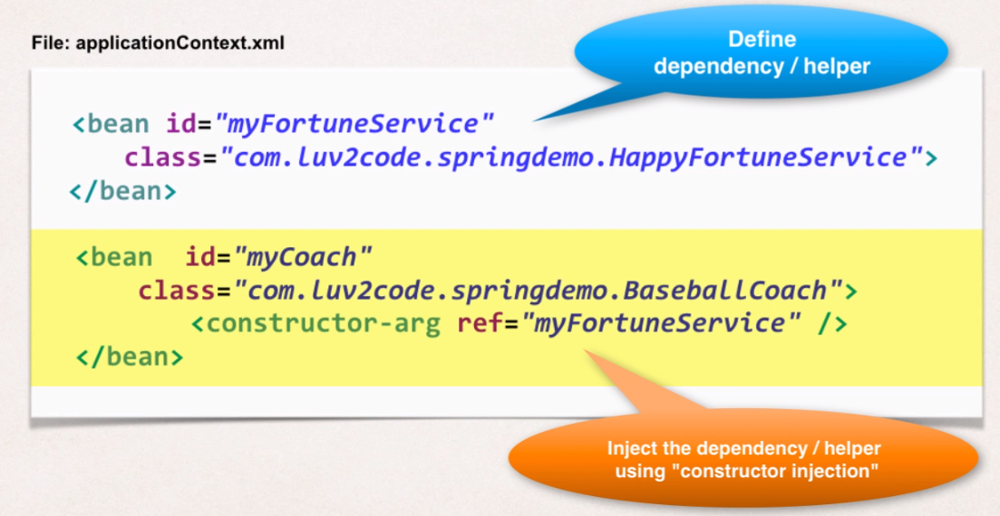 File: applicationContext.xml
Define
dependency / helper
<bean id="myFortuneService"
class="com.luv2code.springdemo.HappyFortuneService">
</bean>
<bean id="myCoach"
class="com.luv2code.springdemo.BaseballCoach">
<constructor-arg ref="myFortuneService" />
</bean>
Inject the dependency / helper
using "constructor injection"